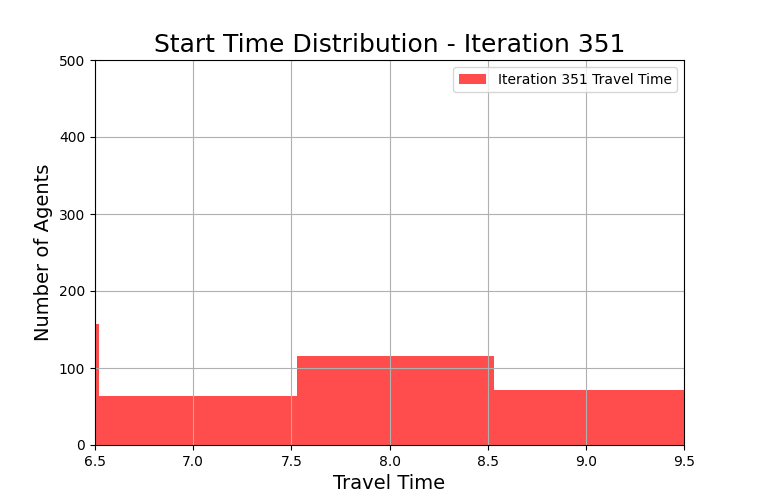 Start Time Distribution - Iteration 351
Iteration 351 Travel Time
Number of Agents
500
400
300
200
100
0
6.5 7.0 7.5 8.0 8.5 9.0 9.5
Travel Time